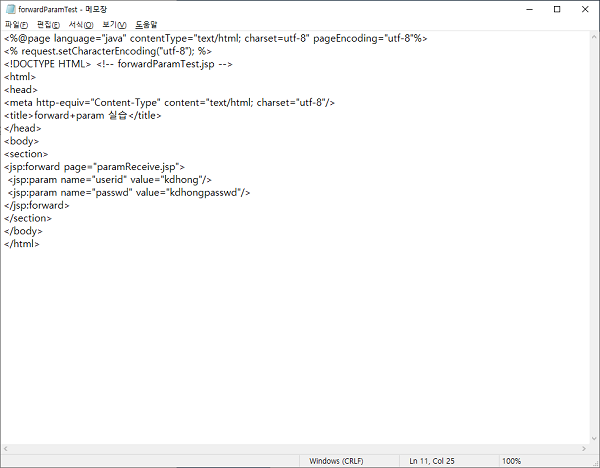 forwardParamTest - 메모장
파일(F) 편집(E) 서식(O) 보기(V) 도움말
<%@page language="java" contentType="text/html; charset=utf-8" pageEncoding="utf-8"%>
<% request.setCharacterEncoding("utf-8"); %>
<!DOCTYPE HTML> <!-- forwardParamTest.jsp -->
<html>
<head>
<meta http-equiv="Content-Type" content="text/html; charset="utf-8"/>
<title>forward+param 실습</title>
</head>
<body>
<section>
<jsp:forward page="paramReceive.jsp">
<jsp:param name="userid" value="kdhong"/>
<jsp:param name="passwd" value="kdhongpasswd"/>
</jsp:forward>
</section>
</body>
</html>
Windows (CRLF) Ln 11, Col 25 100%